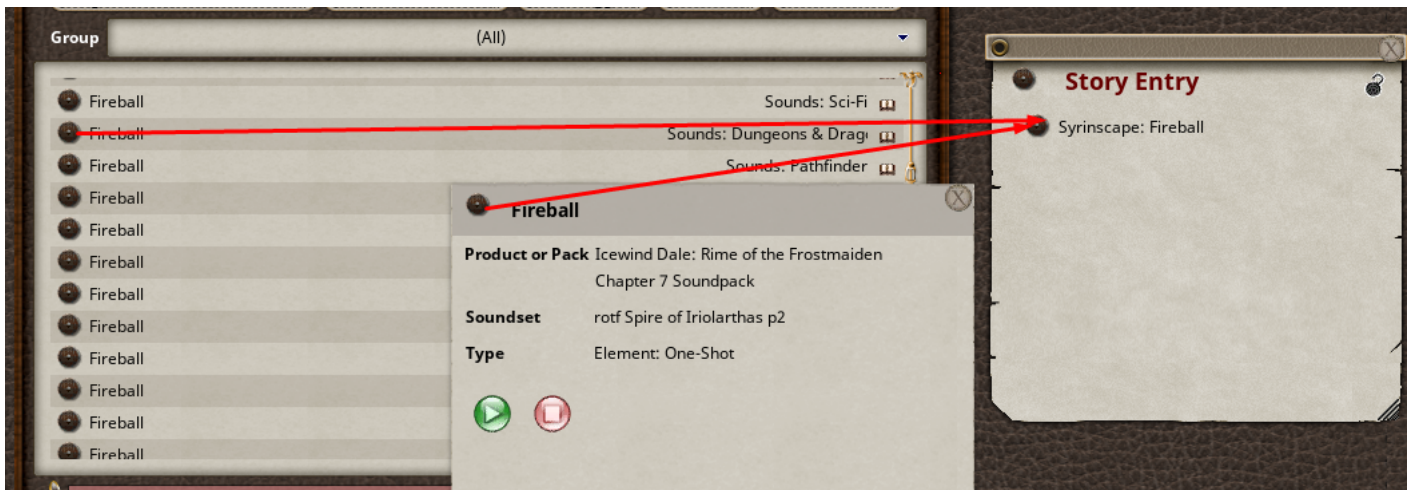 Group
(All)
Fireball Sounds: Sci-Fi
Fireball Sounds: Dungeons & Drag
Fireball Sounds: Pathfinder
Fireball
Fireball
Fireball
Fireball
Fireball
Fireball
Fireball
Fireball
Fireball
Fireball
Product or Pack Icewind Dale: Rime of the Frostmaiden
Chapter 7 Soundpack
Soundset rotf Spire of Iriolarthas p2
Type Element: One-Shot
X
Story Entry
X
Syrinscape: Fireball